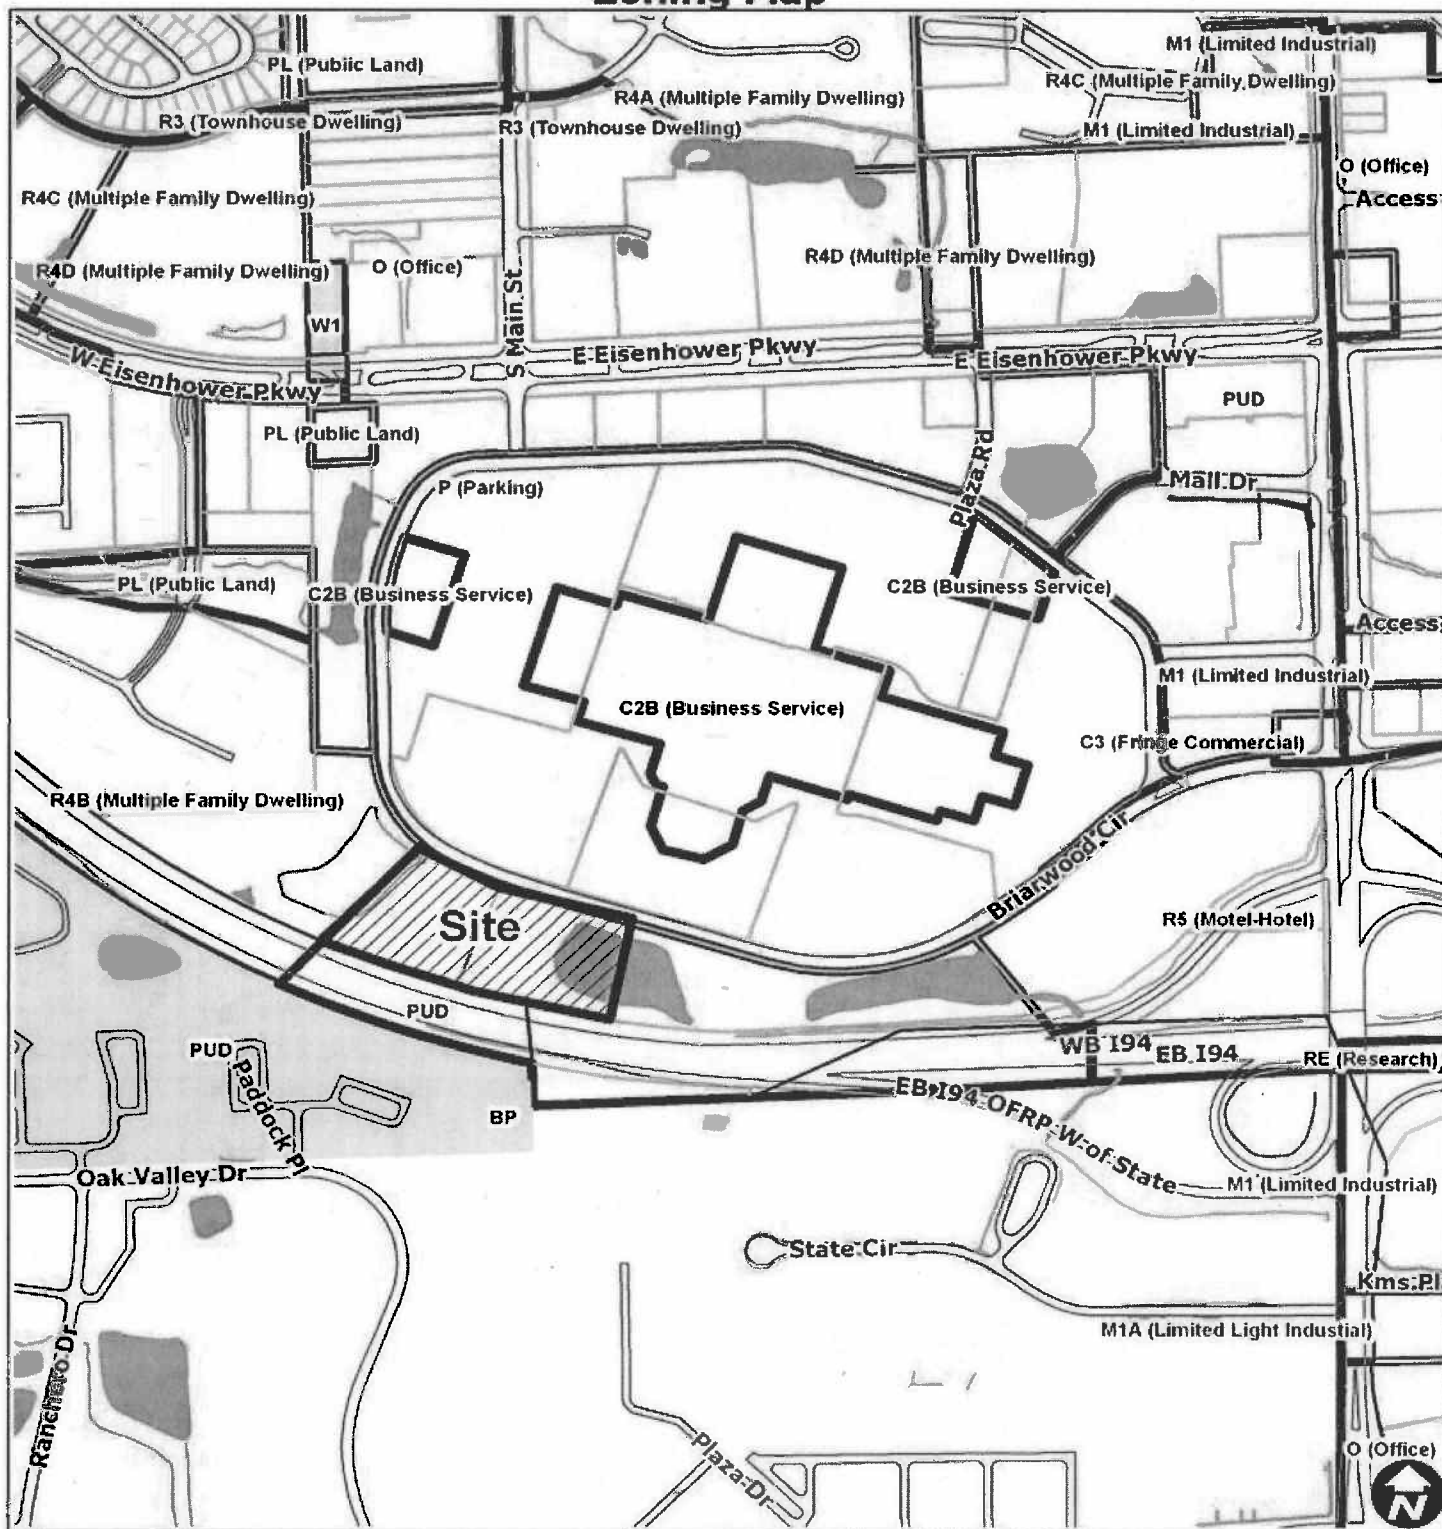 Zoning Map
M1 (Limited Industrial)
PL (Public Land)
R4C (Multiple Family Dwelling)
R4A (Multiple Family Dwelling)
R3 (Townhouse Dwelling)
R3 (Townhouse Dwelling)
M1 (Limited Industrial)
O (Office)
R4C (Multiple Family Dwelling)
Access
R4D (Multiple Family Dwelling)
R4D (Multiple Family Dwelling)
O (Office)
W1
S Main St
E Eisenhower Pkwy
E Eisenhower Pkwy
W Eisenhower Pkwy
PUD
PL (Public Land)
Plaza Rd
Mall Dr
P (Parking)
PL (Public Land)
C2B (Business Service)
C2B (Business Service)
Access
M1 (Limited Industrial)
C2B (Business Service)
C3 (Fringe Commercial)
R4B (Multiple Family Dwelling)
Briarwood Cir
Site
R5 (Motel-Hotel)
PUD
WB I94
EB I94
RE (Research)
PUD
Paddock Pl
BP
EB I94 OFRP W of State
Oak Valley Dr
M1 (Limited Industrial)
State Cir
Kms Pl
M1A (Limited Light Industial)
Ranchero Dr
Plaza Dr
O (Office)
N